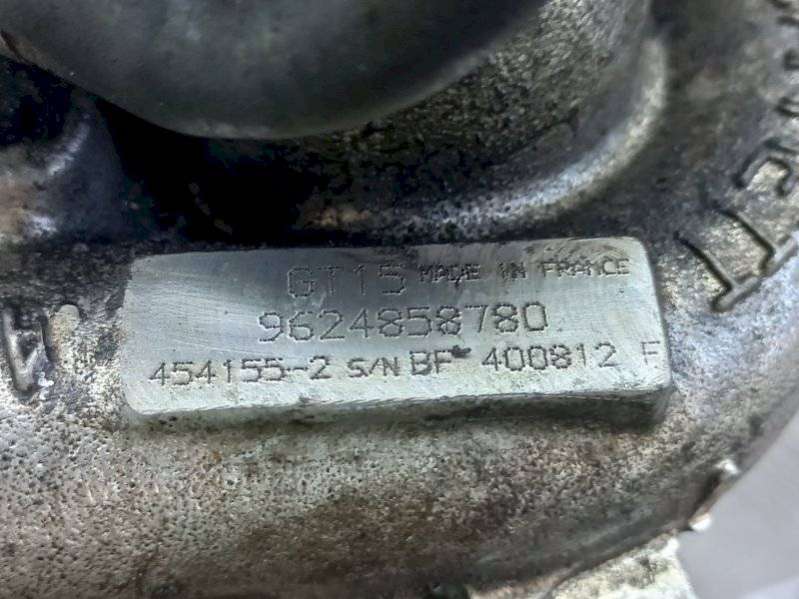 GT15 MADE IN FRANCE
9624858780
454155-2 S/N BF 400812 F